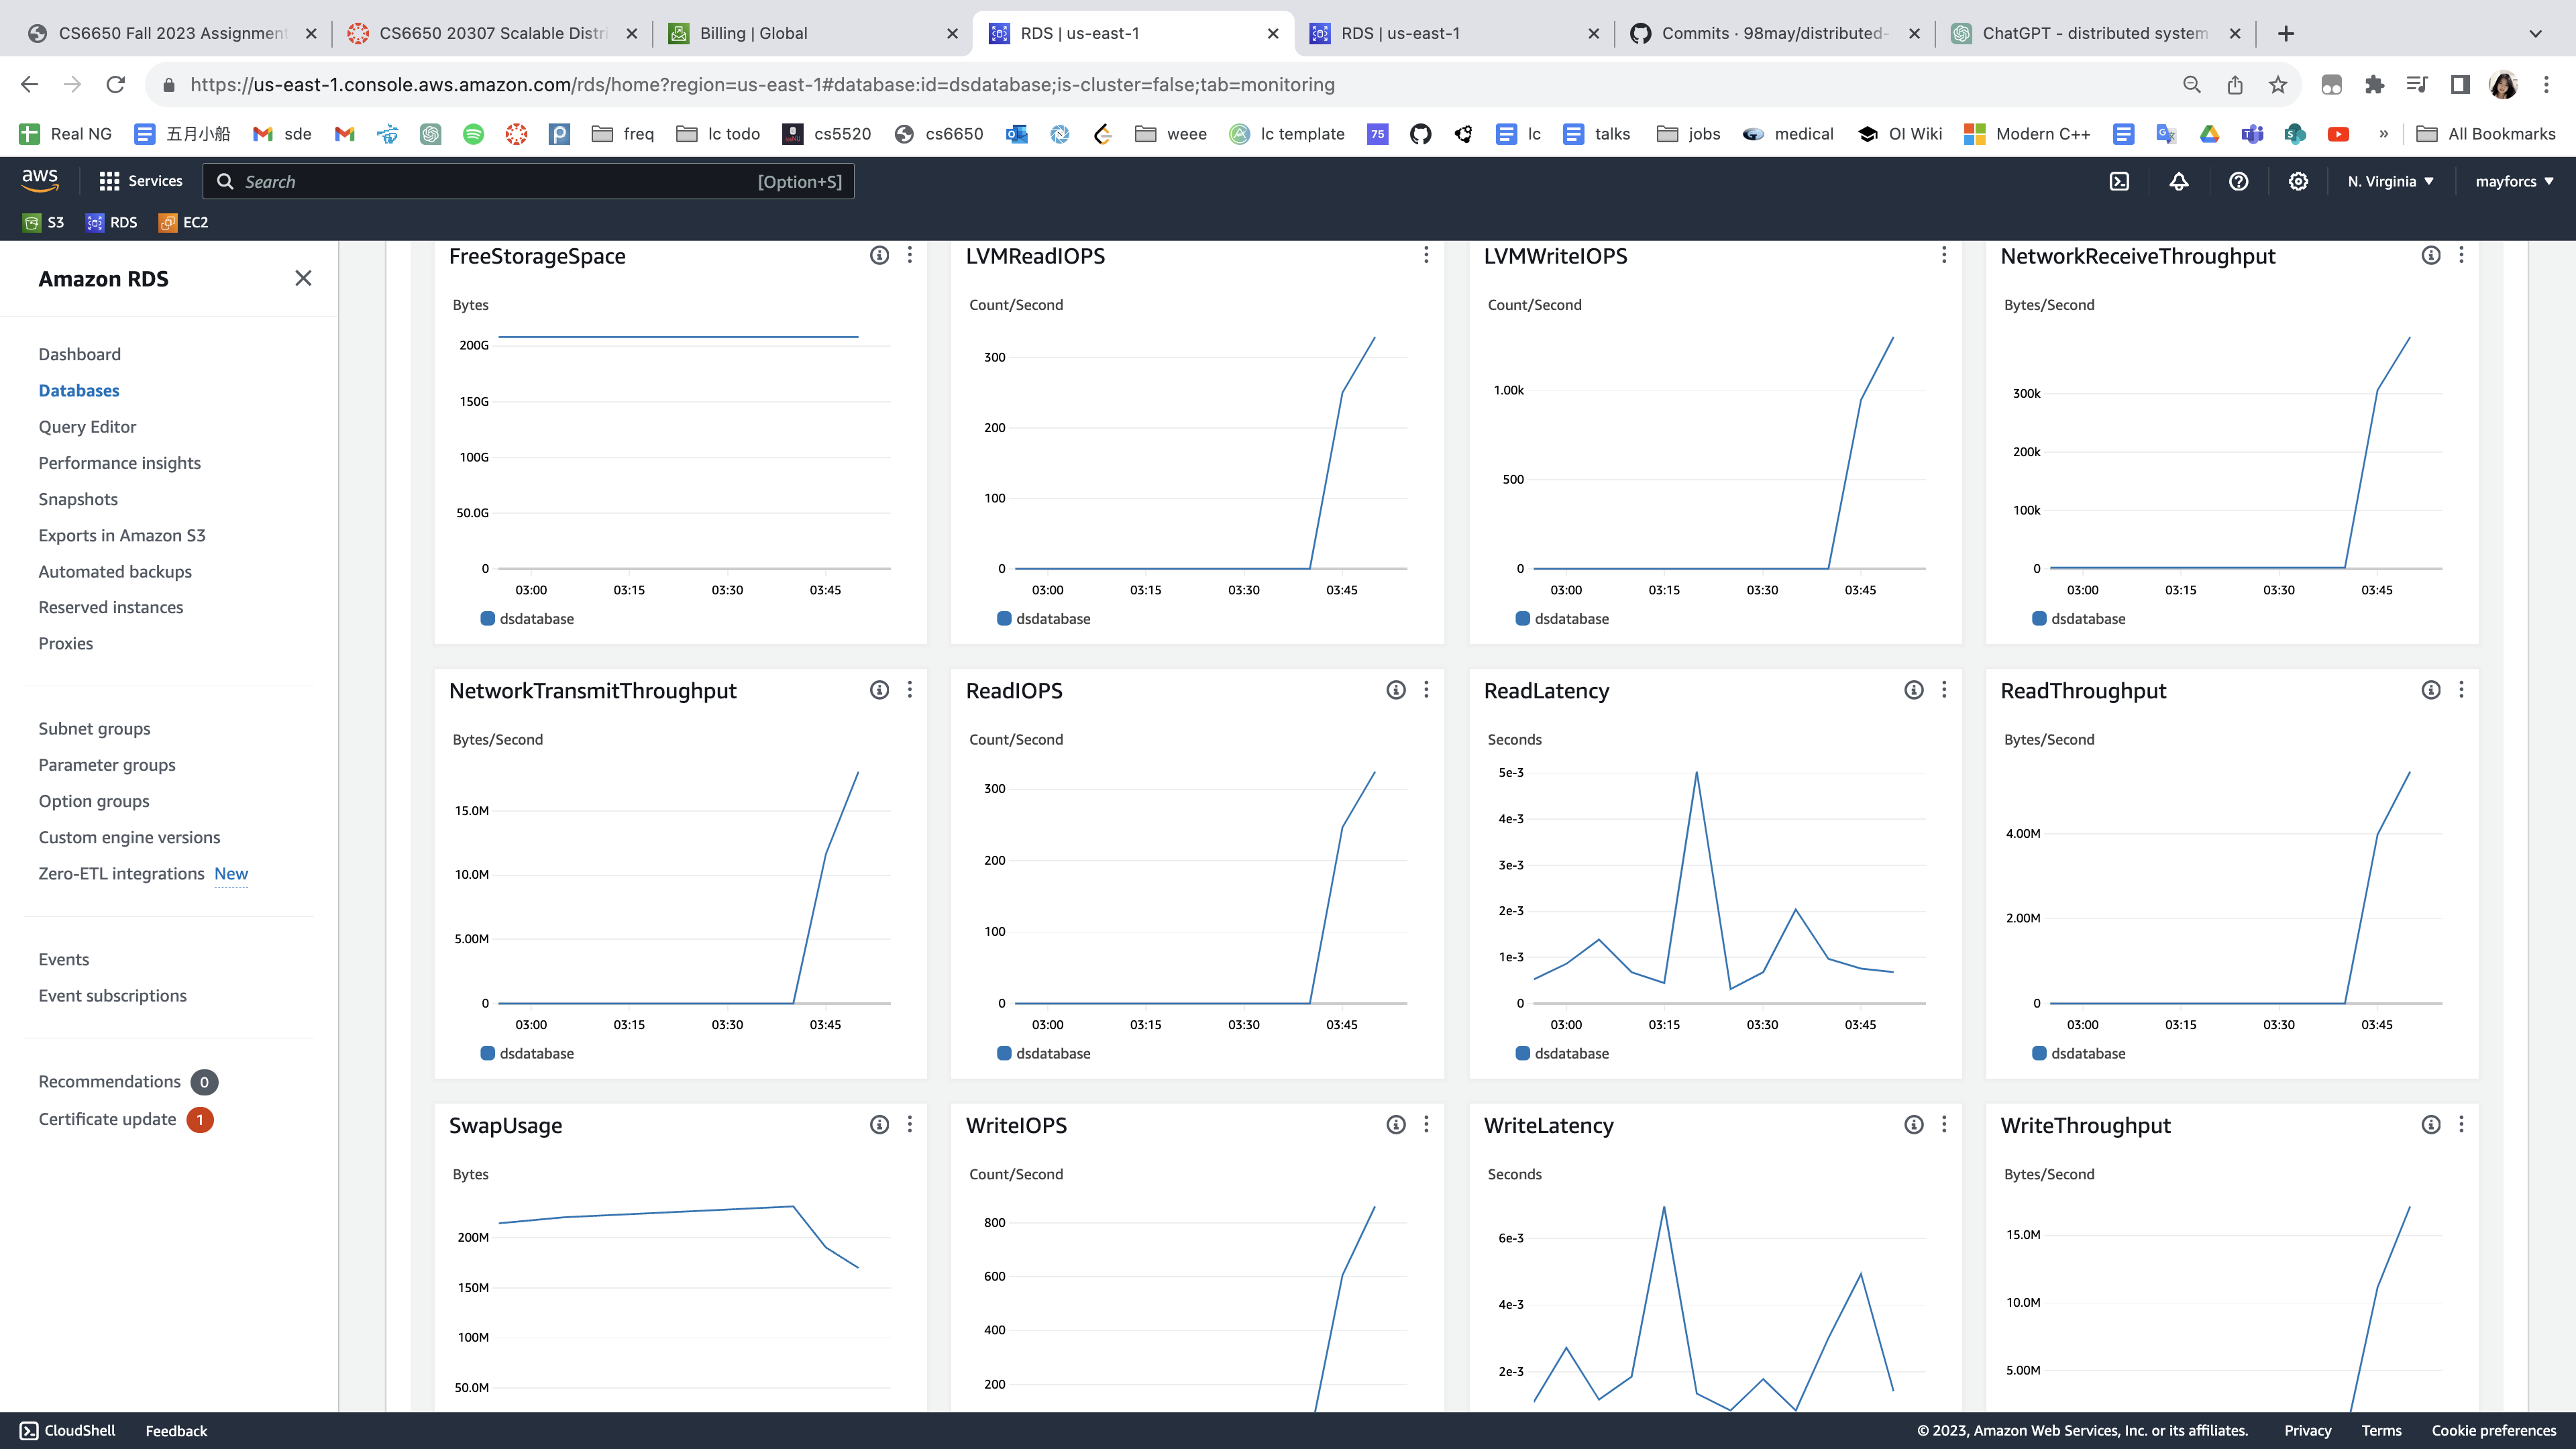 CS6650 Fall 2023 Assignment
CS6650 20307 Scalable Distri
Billing | Global
RDS | us-east-1
RDS | us-east-1
Commits · 98may/distributed-
ChatGPT - distributed system
https://us-east-1.console.aws.amazon.com/rds/home?region=us-east-1#database:id=dsdatabase;is-cluster=false;tab=monitoring
Real NG 五月小船 sde freq lc todo cs5520 cs6650 weee lc template 75 lc talks jobs medical OI Wiki Modern C++ » All Bookmarks
aws Services Search [Option+S] N. Virginia mayforcs
S3 RDS EC2
Amazon RDS
Dashboard
Databases
Query Editor
Performance insights
Snapshots
Exports in Amazon S3
Automated backups
Reserved instances
Proxies
Subnet groups
Parameter groups
Option groups
Custom engine versions
Zero-ETL integrations New
Events
Event subscriptions
Recommendations 0
Certificate update 1
FreeStorageSpace
Bytes
200G
150G
100G
50.0G
0
03:00 03:15 03:30 03:45
dsdatabase
LVMReadIOPS
Count/Second
300
200
100
0
03:00 03:15 03:30 03:45
dsdatabase
LVMWriteIOPS
Count/Second
1.00k
500
0
03:00 03:15 03:30 03:45
dsdatabase
NetworkReceiveThroughput
Bytes/Second
300k
200k
100k
0
03:00 03:15 03:30 03:45
dsdatabase
NetworkTransmitThroughput
Bytes/Second
15.0M
10.0M
5.00M
0
03:00 03:15 03:30 03:45
dsdatabase
ReadIOPS
Count/Second
300
200
100
0
03:00 03:15 03:30 03:45
dsdatabase
ReadLatency
Seconds
5e-3
4e-3
3e-3
2e-3
1e-3
0
03:00 03:15 03:30 03:45
dsdatabase
ReadThroughput
Bytes/Second
4.00M
2.00M
0
03:00 03:15 03:30 03:45
dsdatabase
SwapUsage
Bytes
200M
150M
100M
50.0M
WriteIOPS
Count/Second
800
600
400
200
WriteLatency
Seconds
6e-3
4e-3
2e-3
WriteThroughput
Bytes/Second
15.0M
10.0M
5.00M
CloudShell Feedback © 2023, Amazon Web Services, Inc. or its affiliates. Privacy Terms Cookie preferences